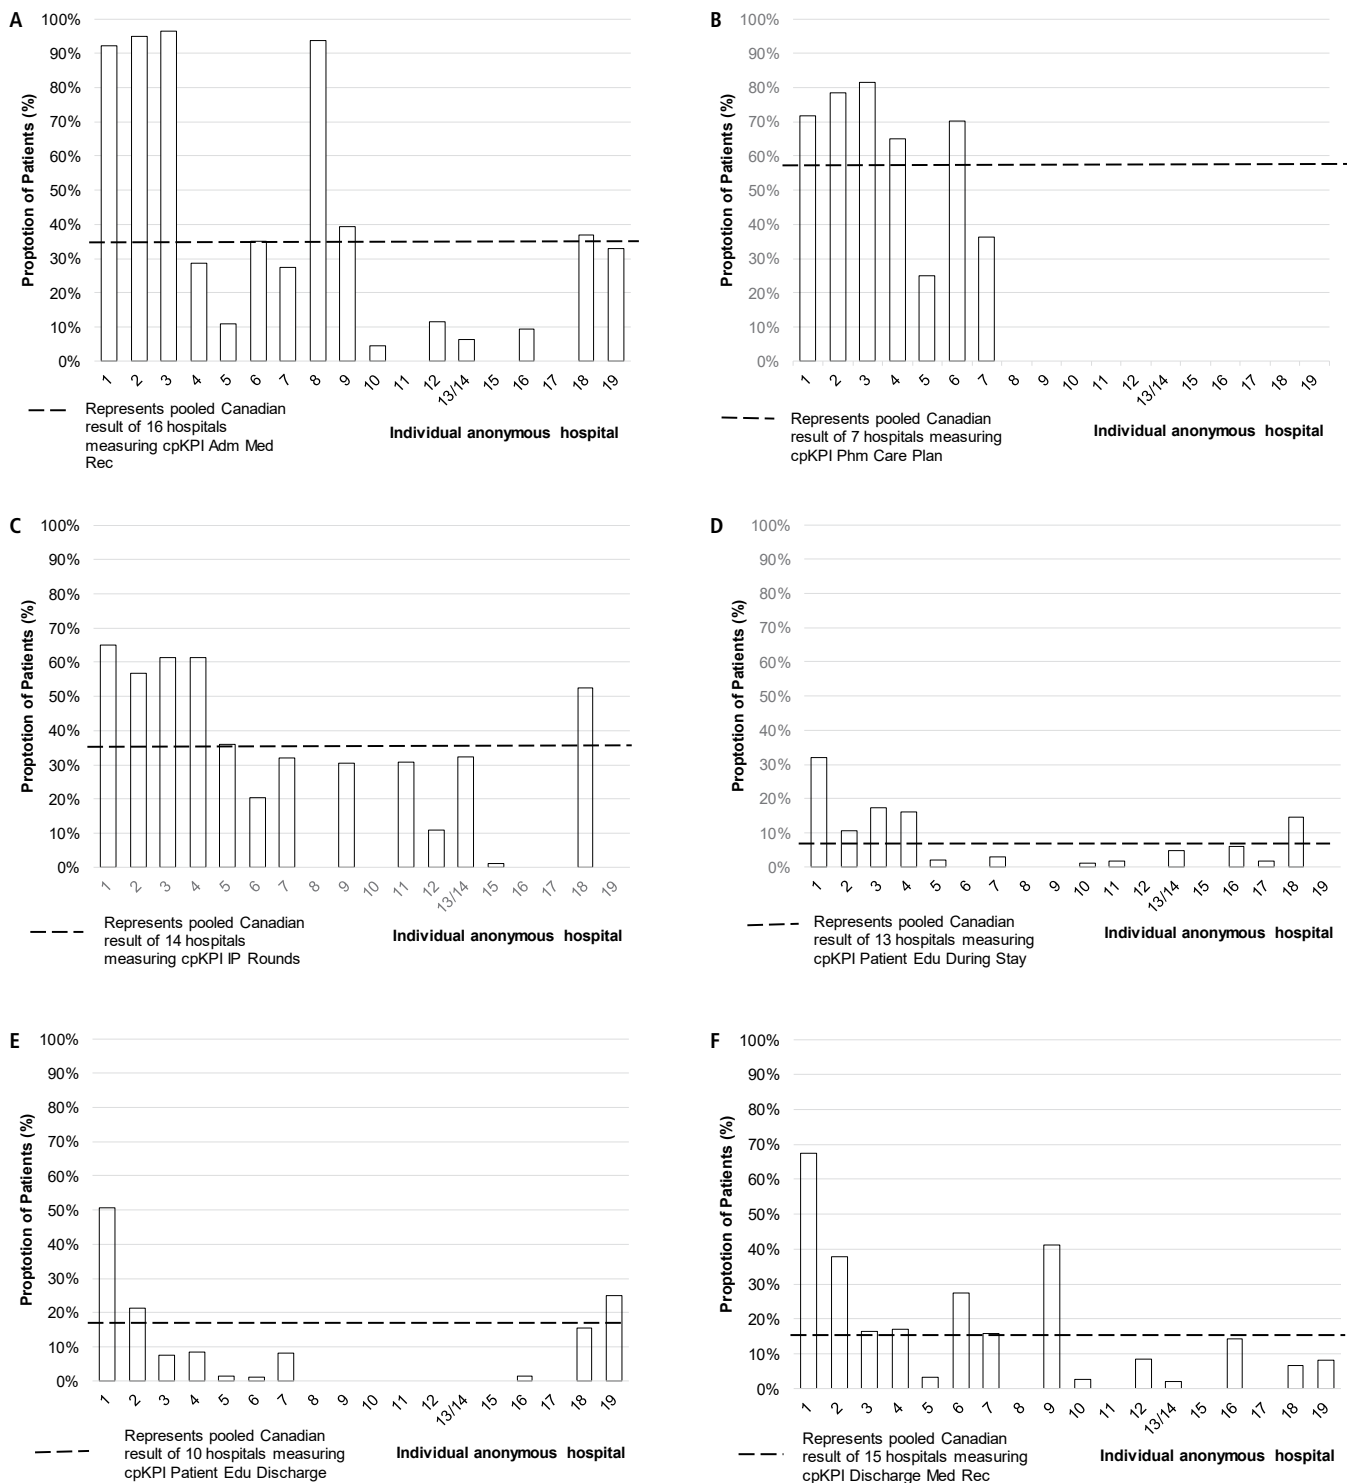 A
Proptotion of Patients (%)
100%
90%
80%
70%
60%
50%
40%
30%
20%
10%
0%
1 2 3 4 5 6 7 8 9 10 11 12 13/14 15 16 17 18 19
Represents pooled Canadian
result of 16 hospitals
measuring cpKPI Adm Med
Rec
Individual anonymous hospital
B
Proptotion of Patients (%)
100%
90%
80%
70%
60%
50%
40%
30%
20%
10%
0%
1 2 3 4 5 6 7 8 9 10 11 12 13/14 15 16 17 18 19
Represents pooled Canadian
result of 7 hospitals measuring
cpKPI Phm Care Plan
Individual anonymous hospital
C
Proptotion of Patients (%)
100%
90%
80%
70%
60%
50%
40%
30%
20%
10%
0%
1 2 3 4 5 6 7 8 9 10 11 12 13/14 15 16 17 18 19
Represents pooled Canadian
result of 14 hospitals
measuring cpKPI IP Rounds
Individual anonymous hospital
D
Proptotion of Patients (%)
100%
90%
80%
70%
60%
50%
40%
30%
20%
10%
0%
1 2 3 4 5 6 7 8 9 10 11 12 13/14 15 16 17 18 19
Represents pooled Canadian
result of 13 hospitals measuring
cpKPI Patient Edu During Stay
Individual anonymous hospital
E
Proptotion of Patients (%)
100%
90%
80%
70%
60%
50%
40%
30%
20%
10%
0%
1 2 3 4 5 6 7 8 9 10 11 12 13/14 15 16 17 18 19
Represents pooled Canadian
result of 10 hospitals measuring
cpKPI Patient Edu Discharge
Individual anonymous hospital
F
Proptotion of Patients (%)
100%
90%
80%
70%
60%
50%
40%
30%
20%
10%
0%
1 2 3 4 5 6 7 8 9 10 11 12 13/14 15 16 17 18 19
Represents pooled Canadian
result of 15 hospitals measuring
cpKPI Discharge Med Rec
Individual anonymous hospital